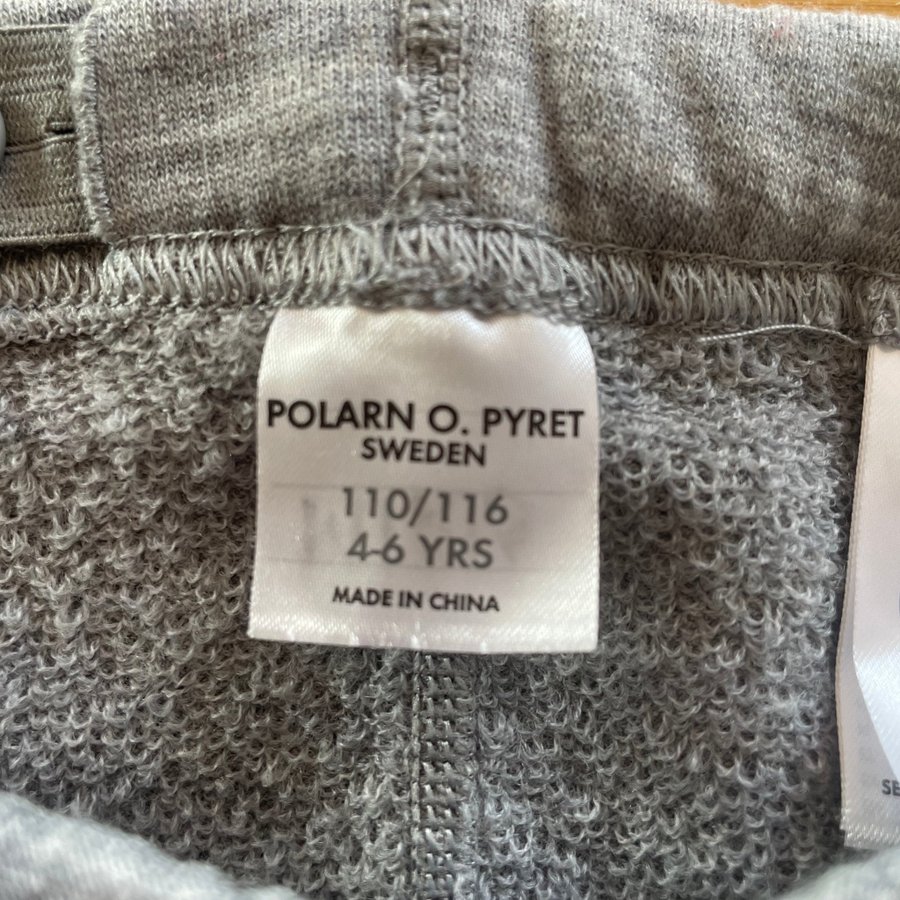 POLARN O. PYRET
SWEDEN
110/116
4-6 YRS
MADE IN CHINA